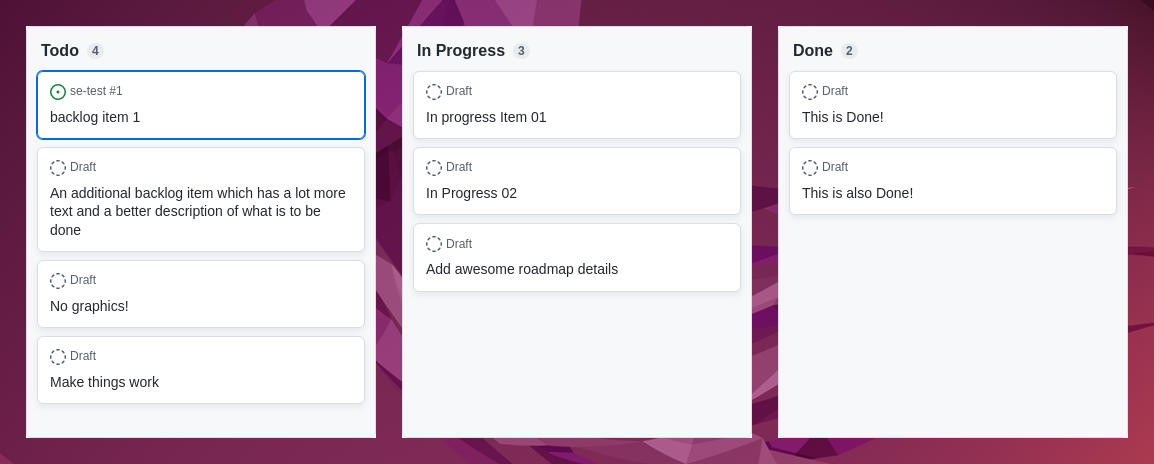 Todo 4
se-test #1
backlog item 1
Draft
An additional backlog item which has a lot more
text and a better description of what is to be
done
Draft
No graphics!
Draft
Make things work
In Progress 3
Draft
In progress Item 01
Draft
In Progress 02
Draft
Add awesome roadmap details
Done 2
Draft
This is Done!
Draft
This is also Done!